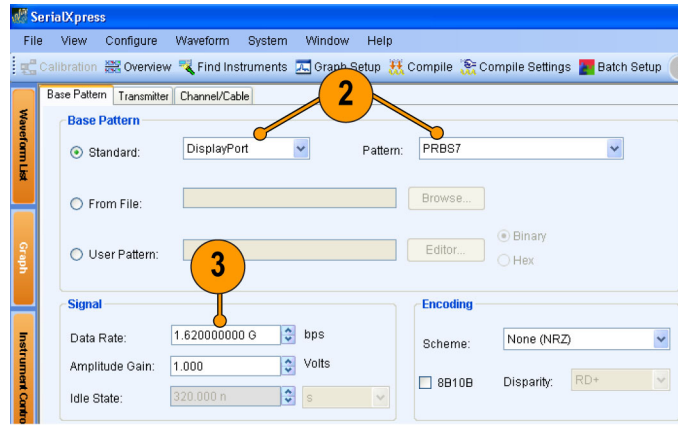 SerialXpress
File View Configure Waveform System Window Help
Calibration Overview Find Instruments Graph Setup Compile Compile Settings Batch Setup
Base Pattern Transmitter Channel/Cable
2
Waveform List
Base Pattern
Standard: DisplayPort Pattern: PRBS7
From File: Browse...
Graph
User Pattern: Editor... Binary
Hex
3
Signal Encoding
Data Rate: 1.620000000 G bps
Scheme: None (NRZ)
Amplitude Gain: 1.000 Volts
8B10B Disparity: RD+
Idle State: 320.000 n s
Instrument Contro